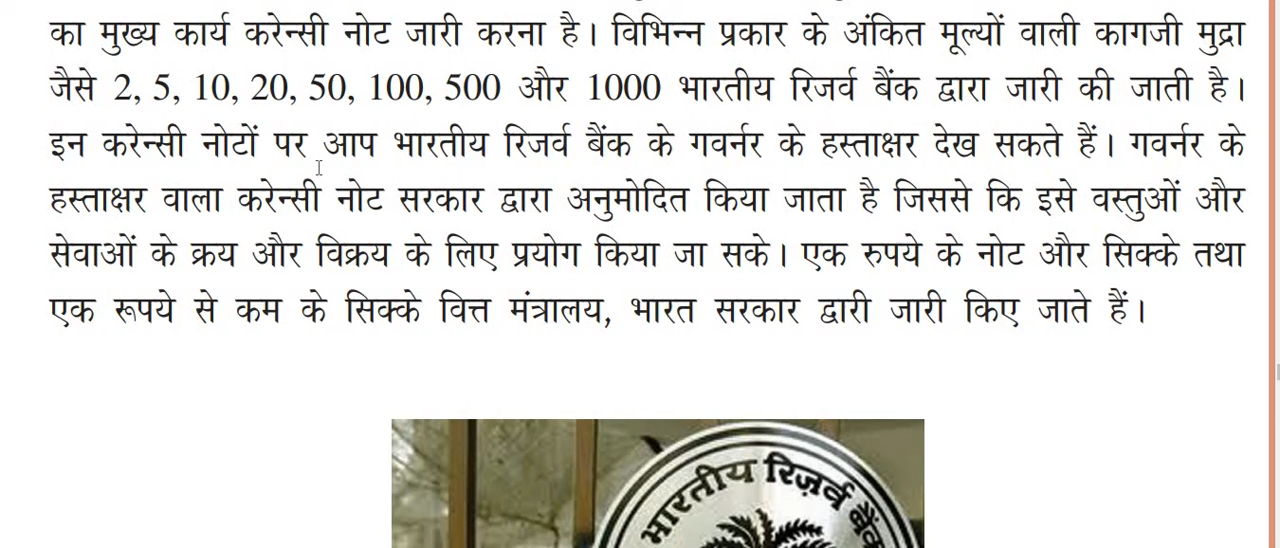 का मुख्य कार्य करेन्सी नोट जारी करना है। विभिन्न प्रकार के अंकित मूल्यों वाली कागजी मुद्रा
जैसे 2, 5, 10, 20, 50, 100, 500 और 1000 भारतीय रिजर्व बैंक द्वारा जारी की जाती है।
इन करेन्सी नोटों पर आप भारतीय रिजर्व बैंक के गवर्नर के हस्ताक्षर देख सकते हैं। गवर्नर के
हस्ताक्षर वाला करेन्सी नोट सरकार द्वारा अनुमोदित किया जाता है जिससे कि इसे वस्तुओं और
सेवाओं के क्रय और विक्रय के लिए प्रयोग किया जा सके। एक रुपये के नोट और सिक्के तथा
एक रूपये से कम के सिक्के वित्त मंत्रालय, भारत सरकार द्वारी जारी किए जाते हैं।
भारतीय रिज़र्व बैंक